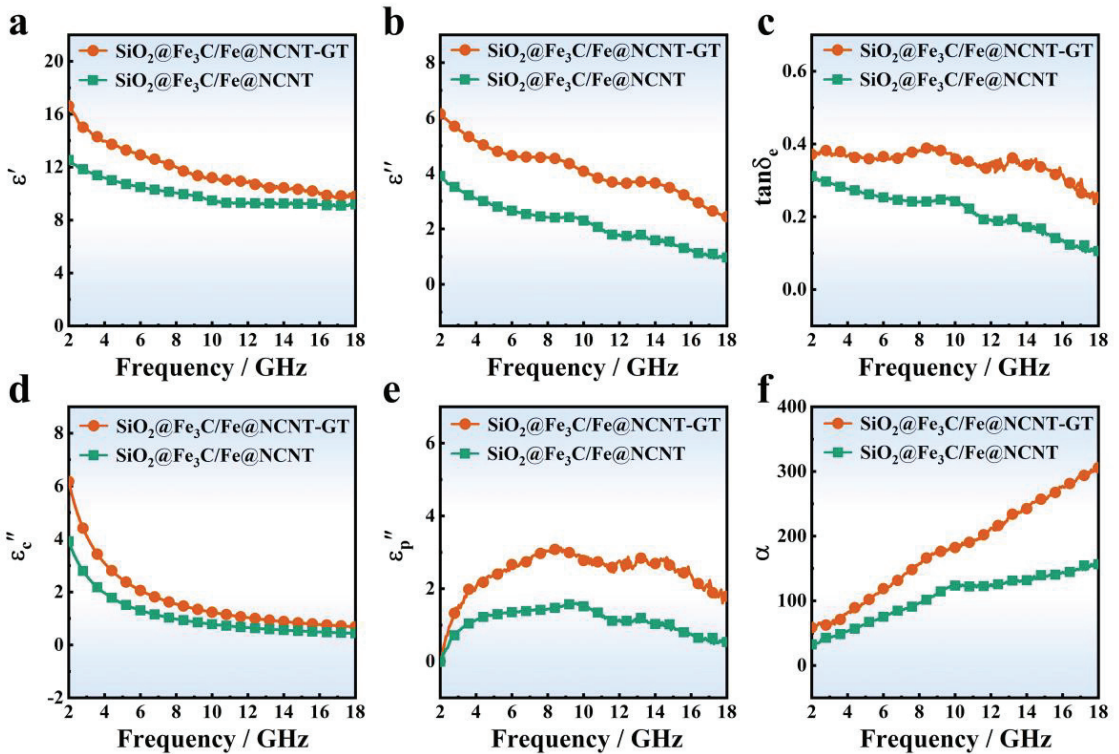 a
SiO₂@Fe₃C/Fe@NCNT-GT
SiO₂@Fe₃C/Fe@NCNT
ε′
20
16
12
8
4
0
2 4 6 8 10 12 14 16 18
Frequency / GHz
b
SiO₂@Fe₃C/Fe@NCNT-GT
SiO₂@Fe₃C/Fe@NCNT
ε″
8
6
4
2
0
2 4 6 8 10 12 14 16 18
Frequency / GHz
c
SiO₂@Fe₃C/Fe@NCNT-GT
SiO₂@Fe₃C/Fe@NCNT
tanδₑ
0.6
0.4
0.2
0.0
2 4 6 8 10 12 14 16 18
Frequency / GHz
d
SiO₂@Fe₃C/Fe@NCNT-GT
SiO₂@Fe₃C/Fe@NCNT
ε_c″
8
6
4
2
0
-2
2 4 6 8 10 12 14 16 18
Frequency / GHz
e
SiO₂@Fe₃C/Fe@NCNT-GT
SiO₂@Fe₃C/Fe@NCNT
ε_p″
6
4
2
0
2 4 6 8 10 12 14 16 18
Frequency / GHz
f
SiO₂@Fe₃C/Fe@NCNT-GT
SiO₂@Fe₃C/Fe@NCNT
α
400
300
200
100
0
2 4 6 8 10 12 14 16 18
Frequency / GHz